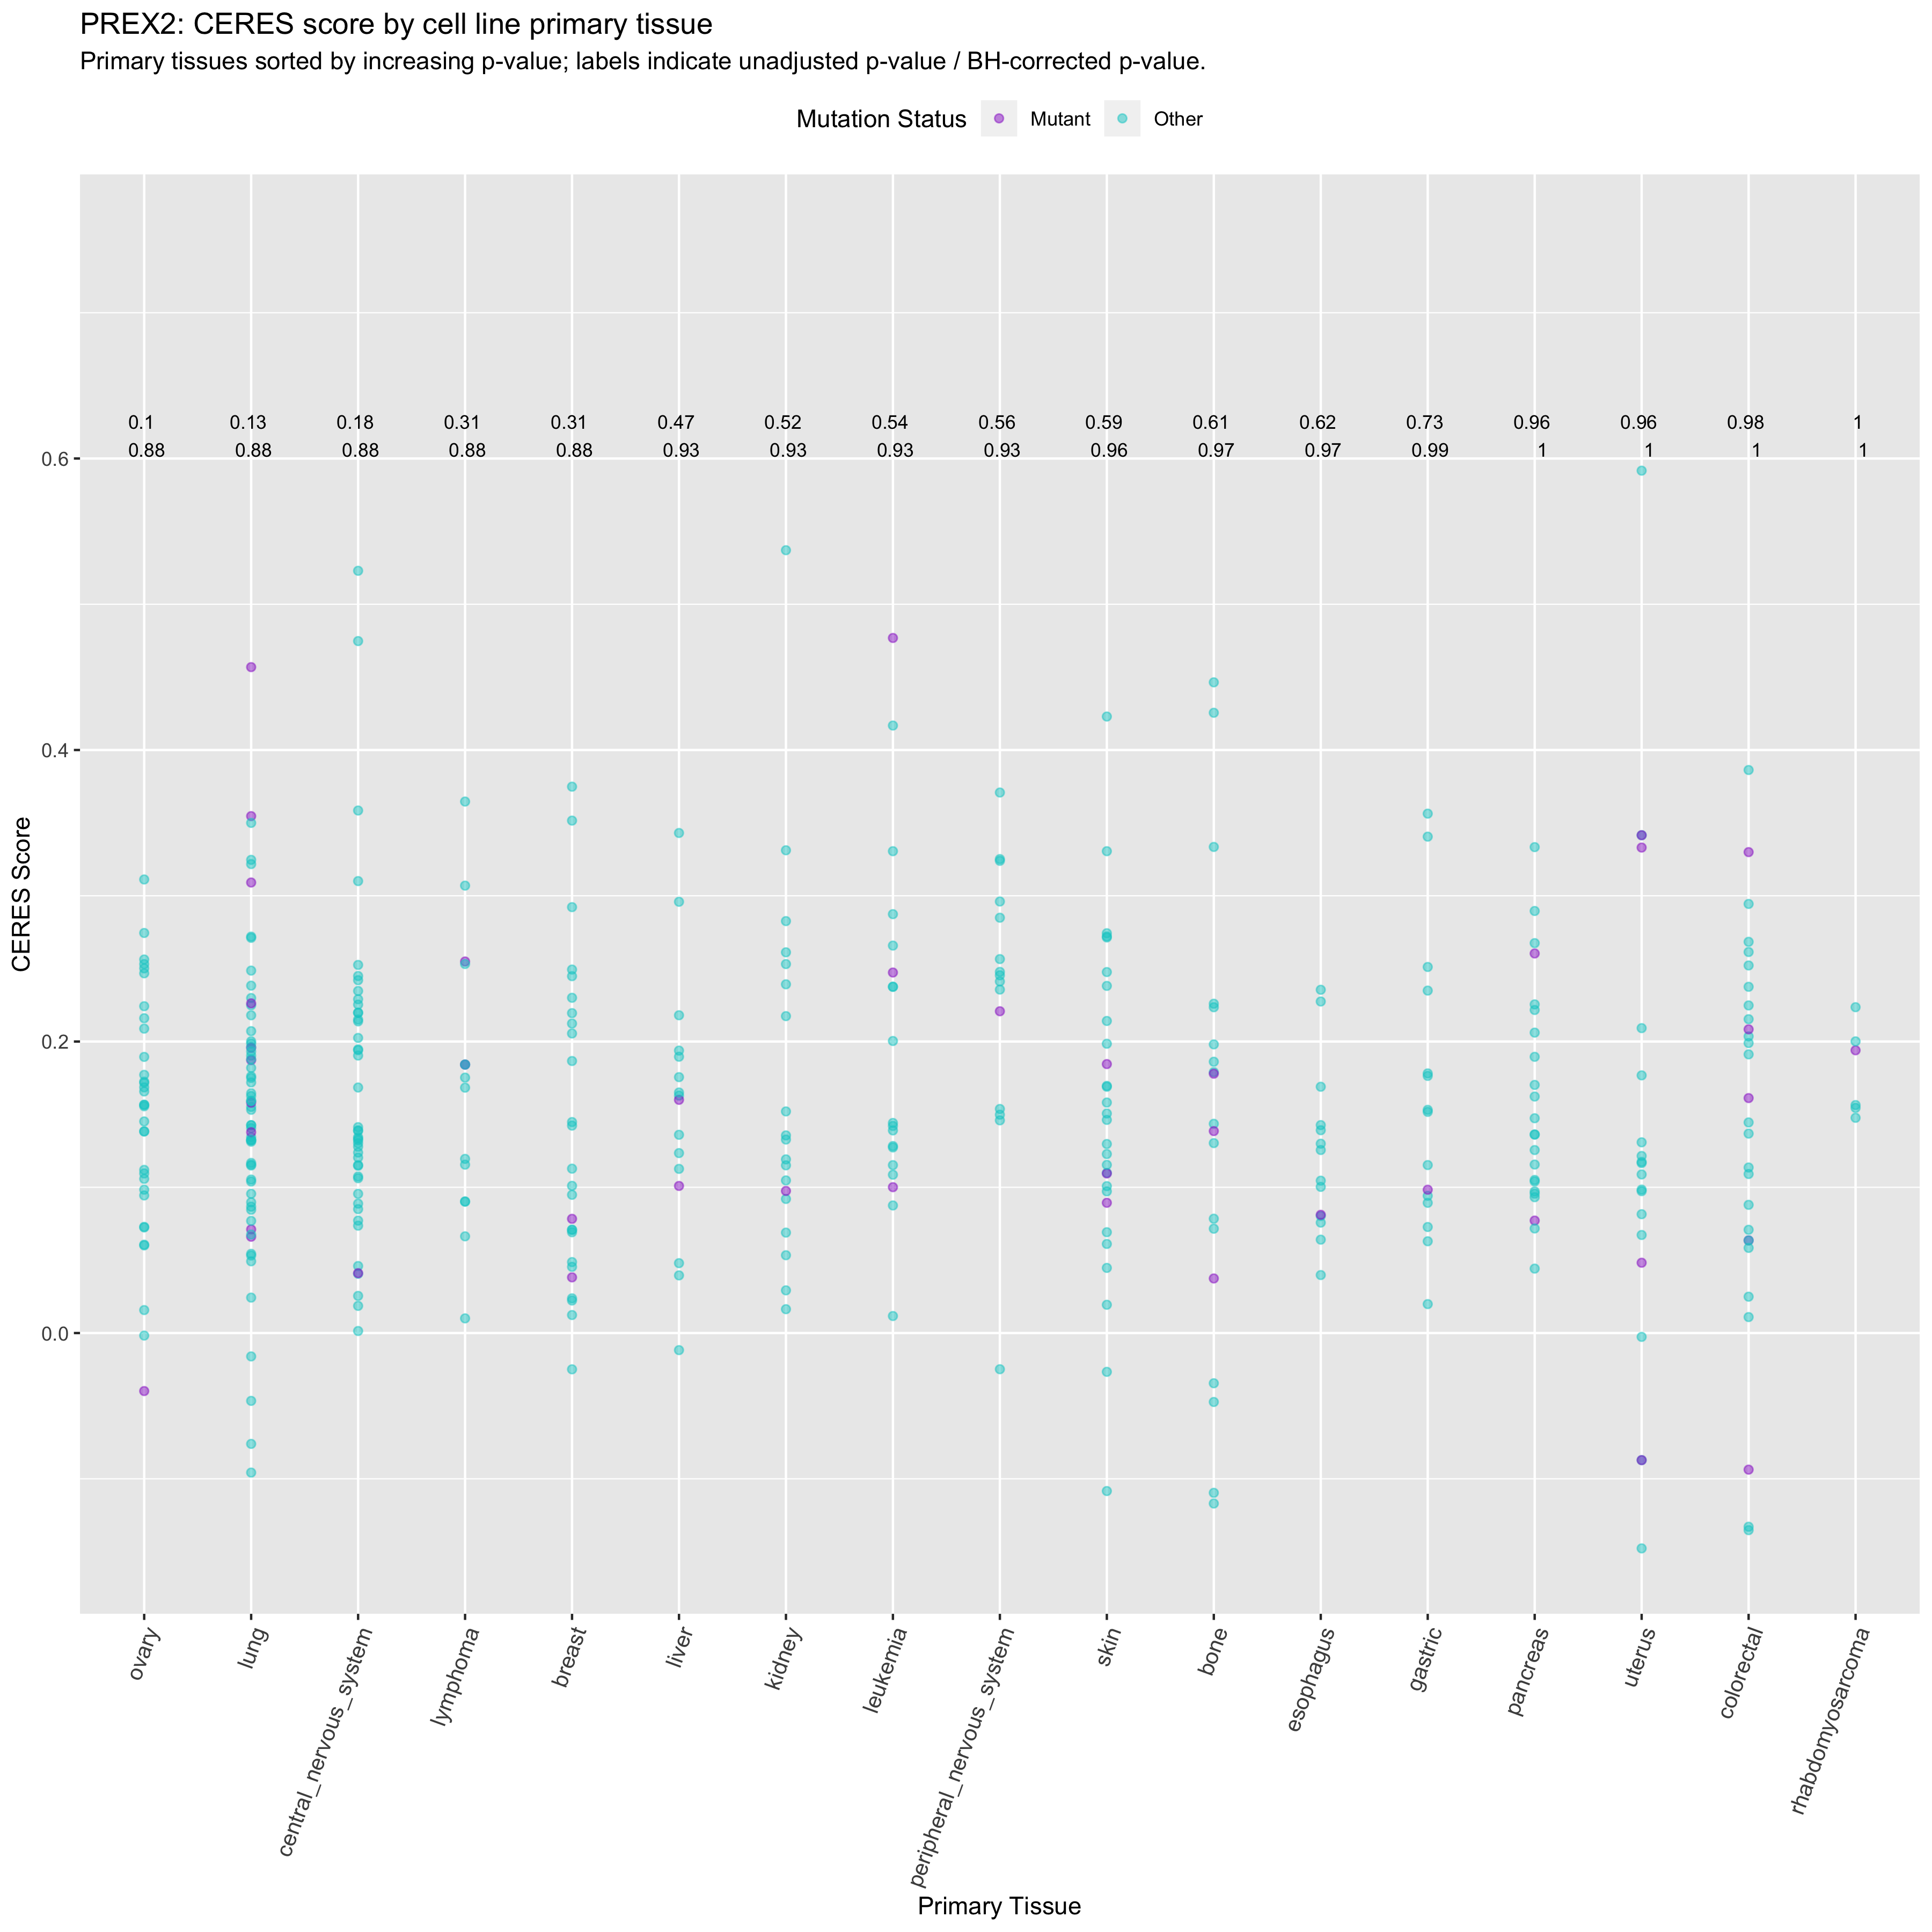 PREX2: CERES score by cell line primary tissue
Primary tissues sorted by increasing p-value; labels indicate unadjusted p-value / BH-corrected p-value.
Mutation Status Mutant Other
0.1 0.13 0.18 0.31 0.31 0.47 0.52 0.54 0.56 0.59 0.61 0.62 0.73 0.96 0.96 0.98 1
0.88 0.88 0.88 0.88 0.88 0.93 0.93 0.93 0.93 0.96 0.97 0.97 0.99 1 1 1 1
0.6
0.4
0.2
0.0
CERES Score
ovary lung central_nervous_system lymphoma breast liver kidney leukemia peripheral_nervous_system skin bone esophagus gastric pancreas uterus colorectal rhabdomyosarcoma
Primary Tissue